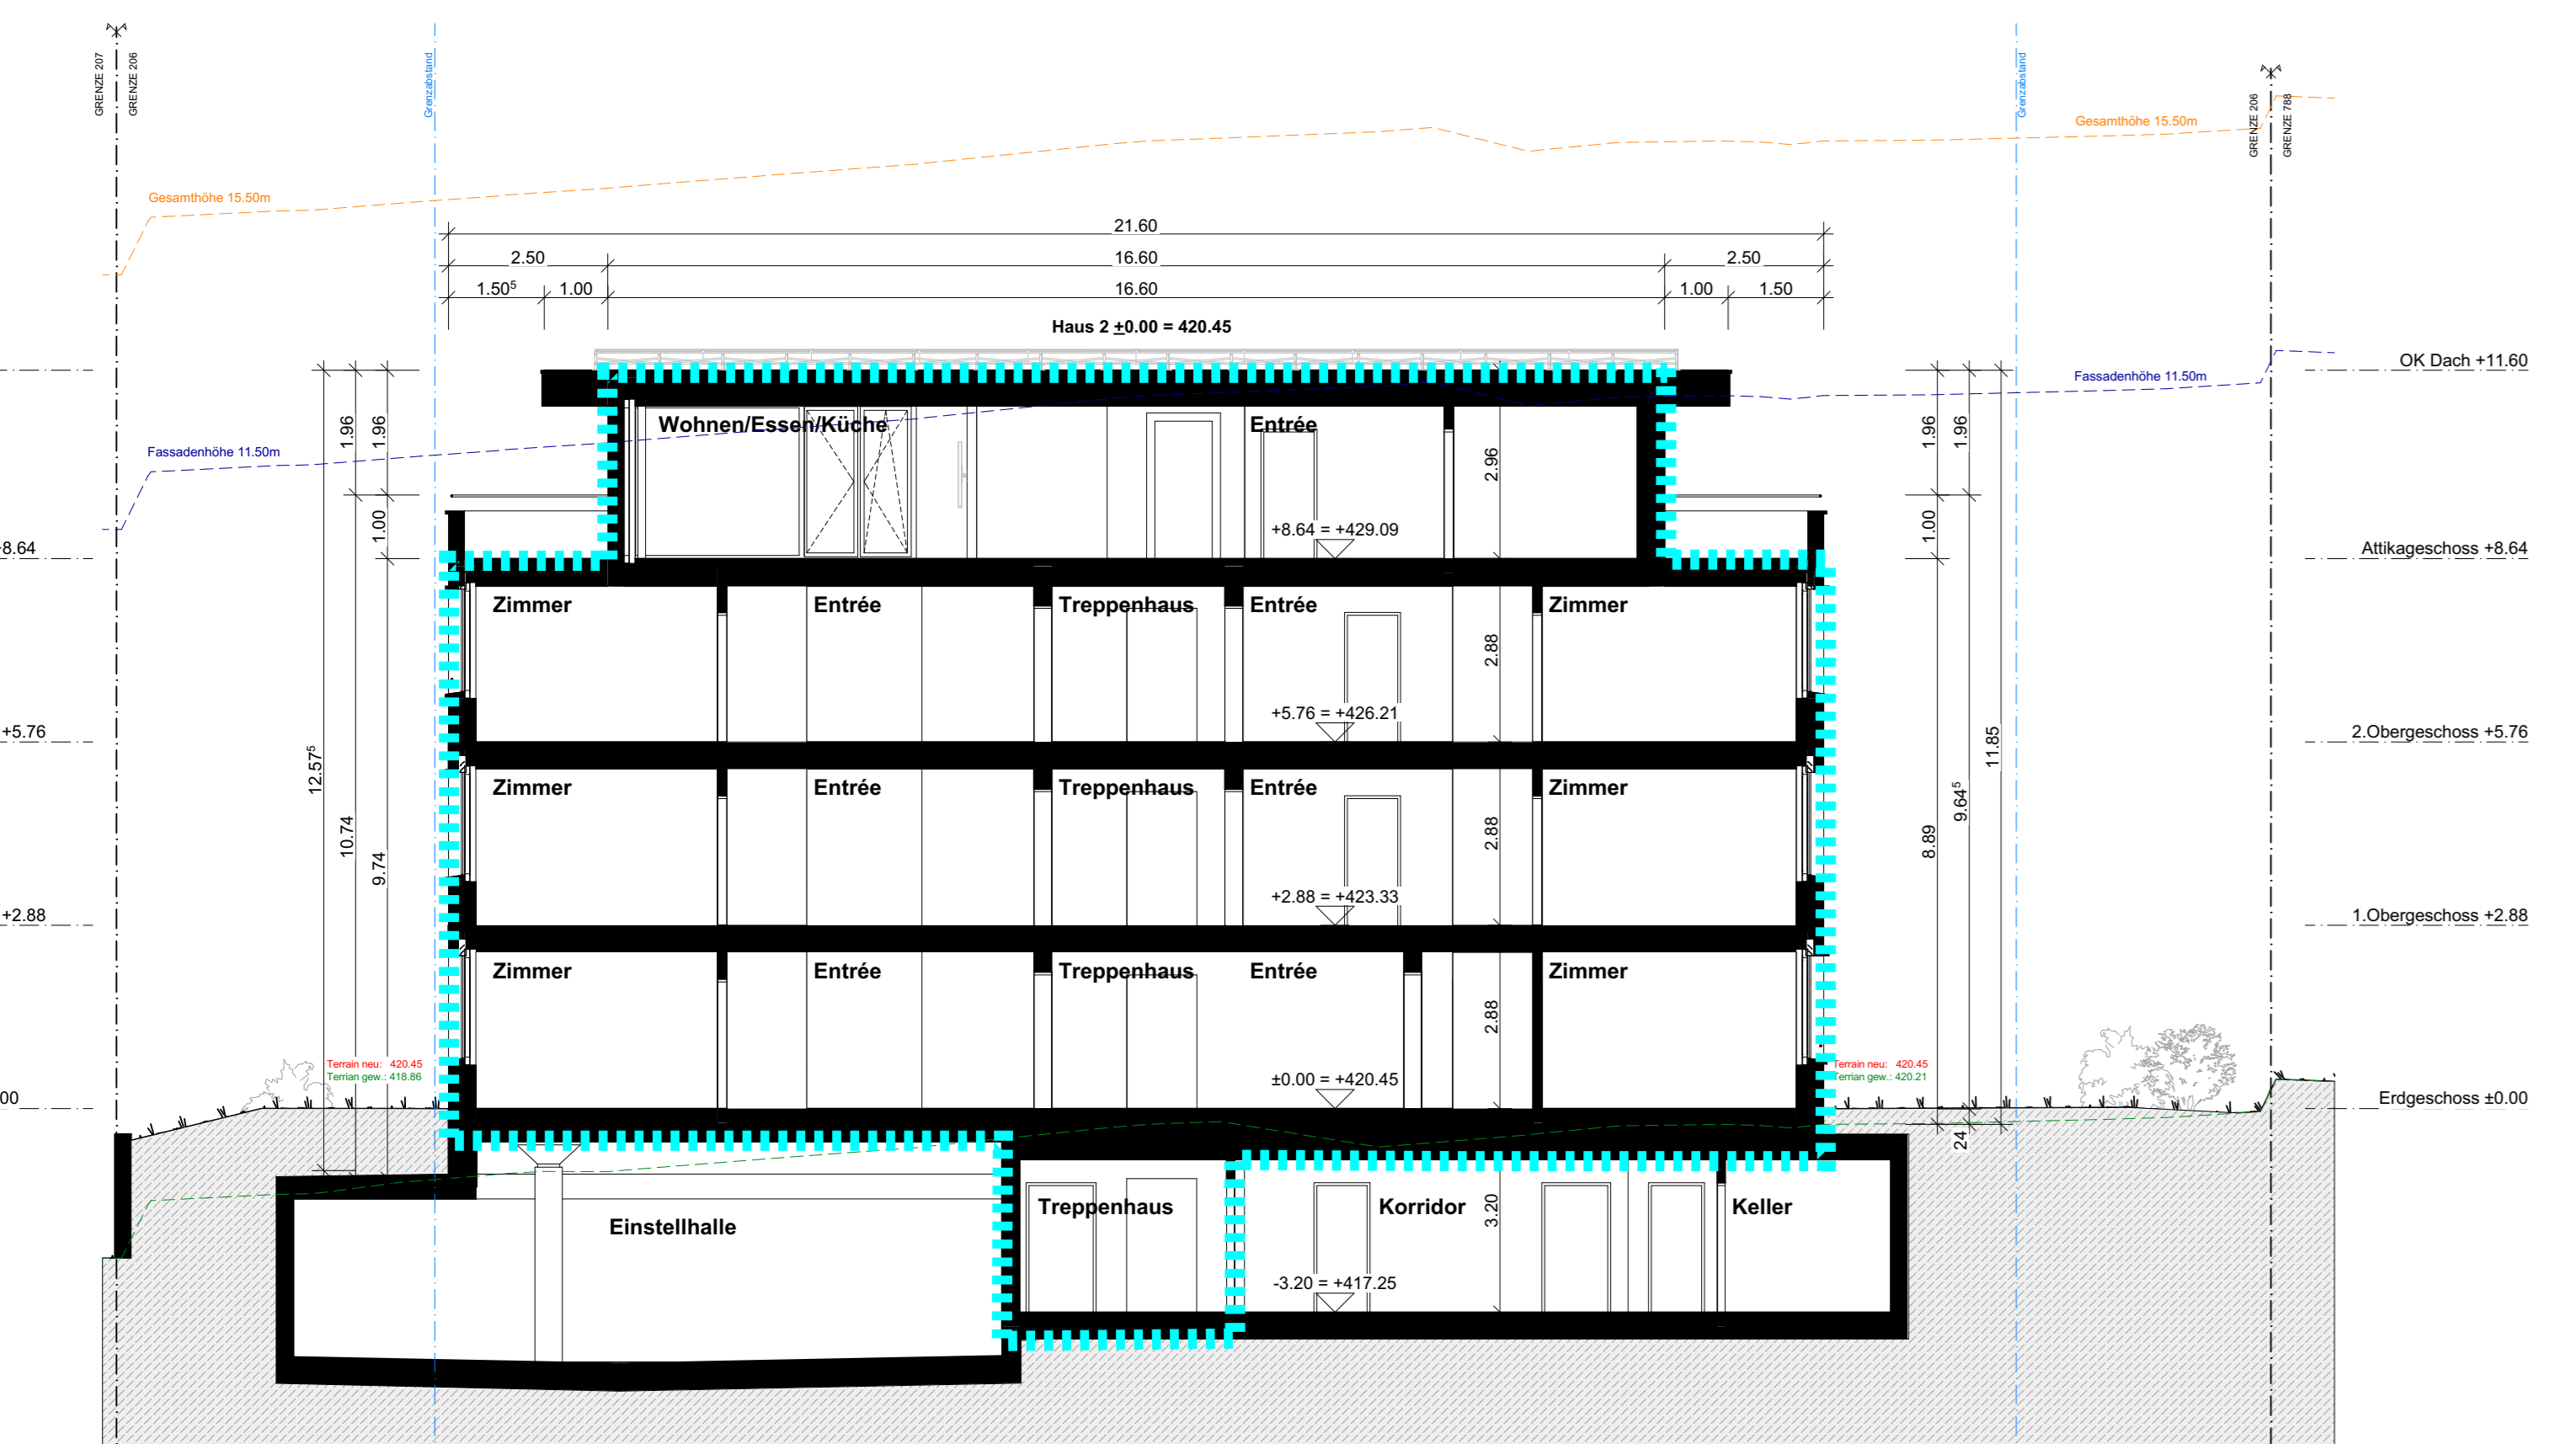 GRENZE 207
GRENZE 206
Grenzabstand
Grenzabstand
GRENZE 206
GRENZE 788
Gesamthöhe 15.50m
Gesamthöhe 15.50m
21.60
2.50
16.60
2.50
1.50⁵
1.00
16.60
1.00
1.50
Haus 2 ±0.00 = 420.45
OK Dach +11.60
Fassadenhöhe 11.50m
Fassadenhöhe 11.50m
1.96
1.96
1.96
1.96
Wohnen/Essen/Küche
Entrée
2.96
1.00
1.00
+8.64 = +429.09
8.64
Attikageschoss +8.64
Zimmer
Entrée
Treppenhaus
Entrée
Zimmer
2.88
+5.76 = +426.21
+5.76
2.Obergeschoss +5.76
12.57⁵
10.74
9.74
11.85
9.64⁵
8.89
Zimmer
Entrée
Treppenhaus
Entrée
Zimmer
2.88
+2.88 = +423.33
+2.88
1.Obergeschoss +2.88
Zimmer
Entrée
Treppenhaus
Entrée
Zimmer
2.88
Terrain neu: 420.45
Terrian gew.: 418.86
Terrain neu: 420.45
Terrian gew.: 420.21
±0.00 = +420.45
00
Erdgeschoss ±0.00
24
Einstellhalle
Treppenhaus
Korridor
3.20
Keller
-3.20 = +417.25